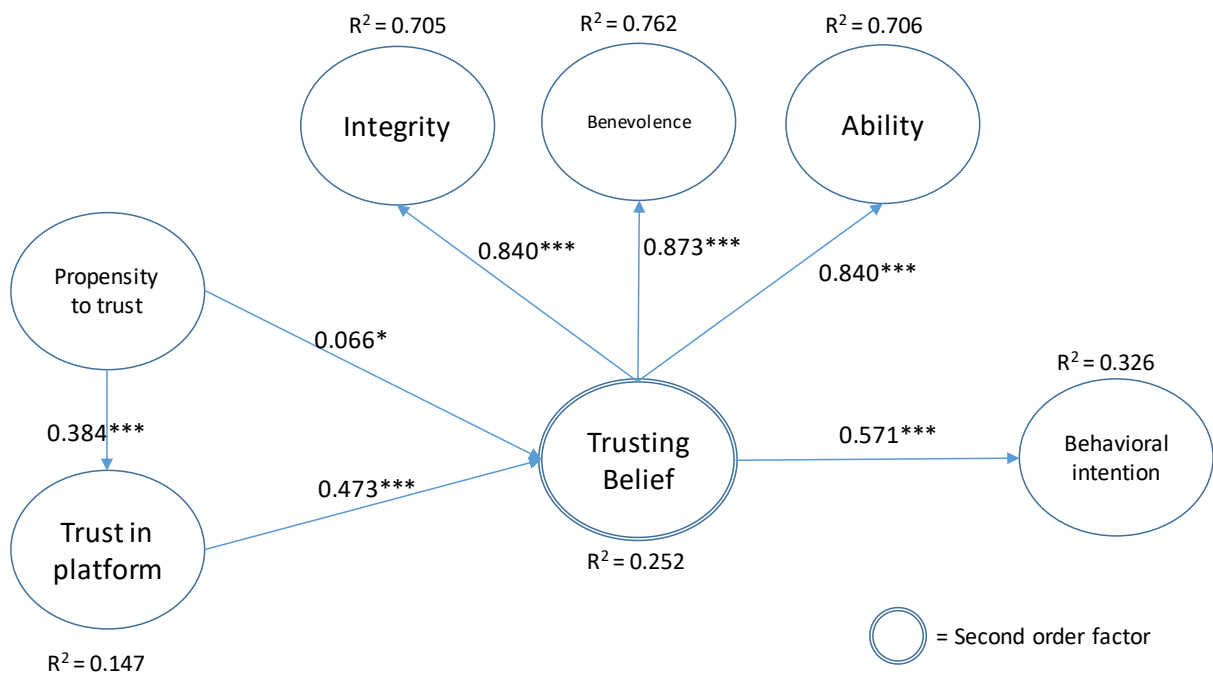 R² = 0.705
R² = 0.762
R² = 0.706
Integrity
Benevolence
Ability
0.840***
0.873***
0.840***
Propensity
to trust
0.066*
0.384***
Trust in
platform
R² = 0.147
0.473***
Trusting
Belief
R² = 0.252
0.571***
R² = 0.326
Behavioral
intention
= Second order factor